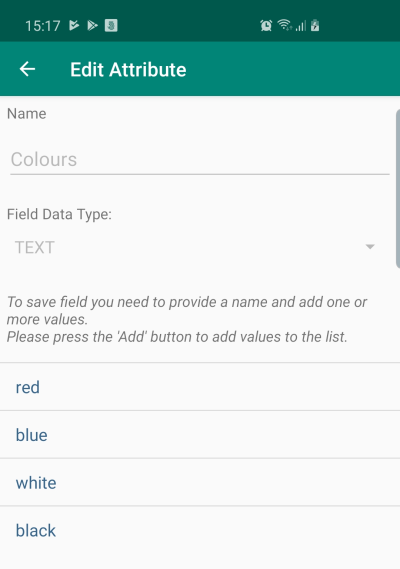 15:17
Edit Attribute
Name
Colours
Field Data Type:
TEXT
To save field you need to provide a name and add one or
more values.
Please press the 'Add' button to add values to the list.
red
blue
white
black